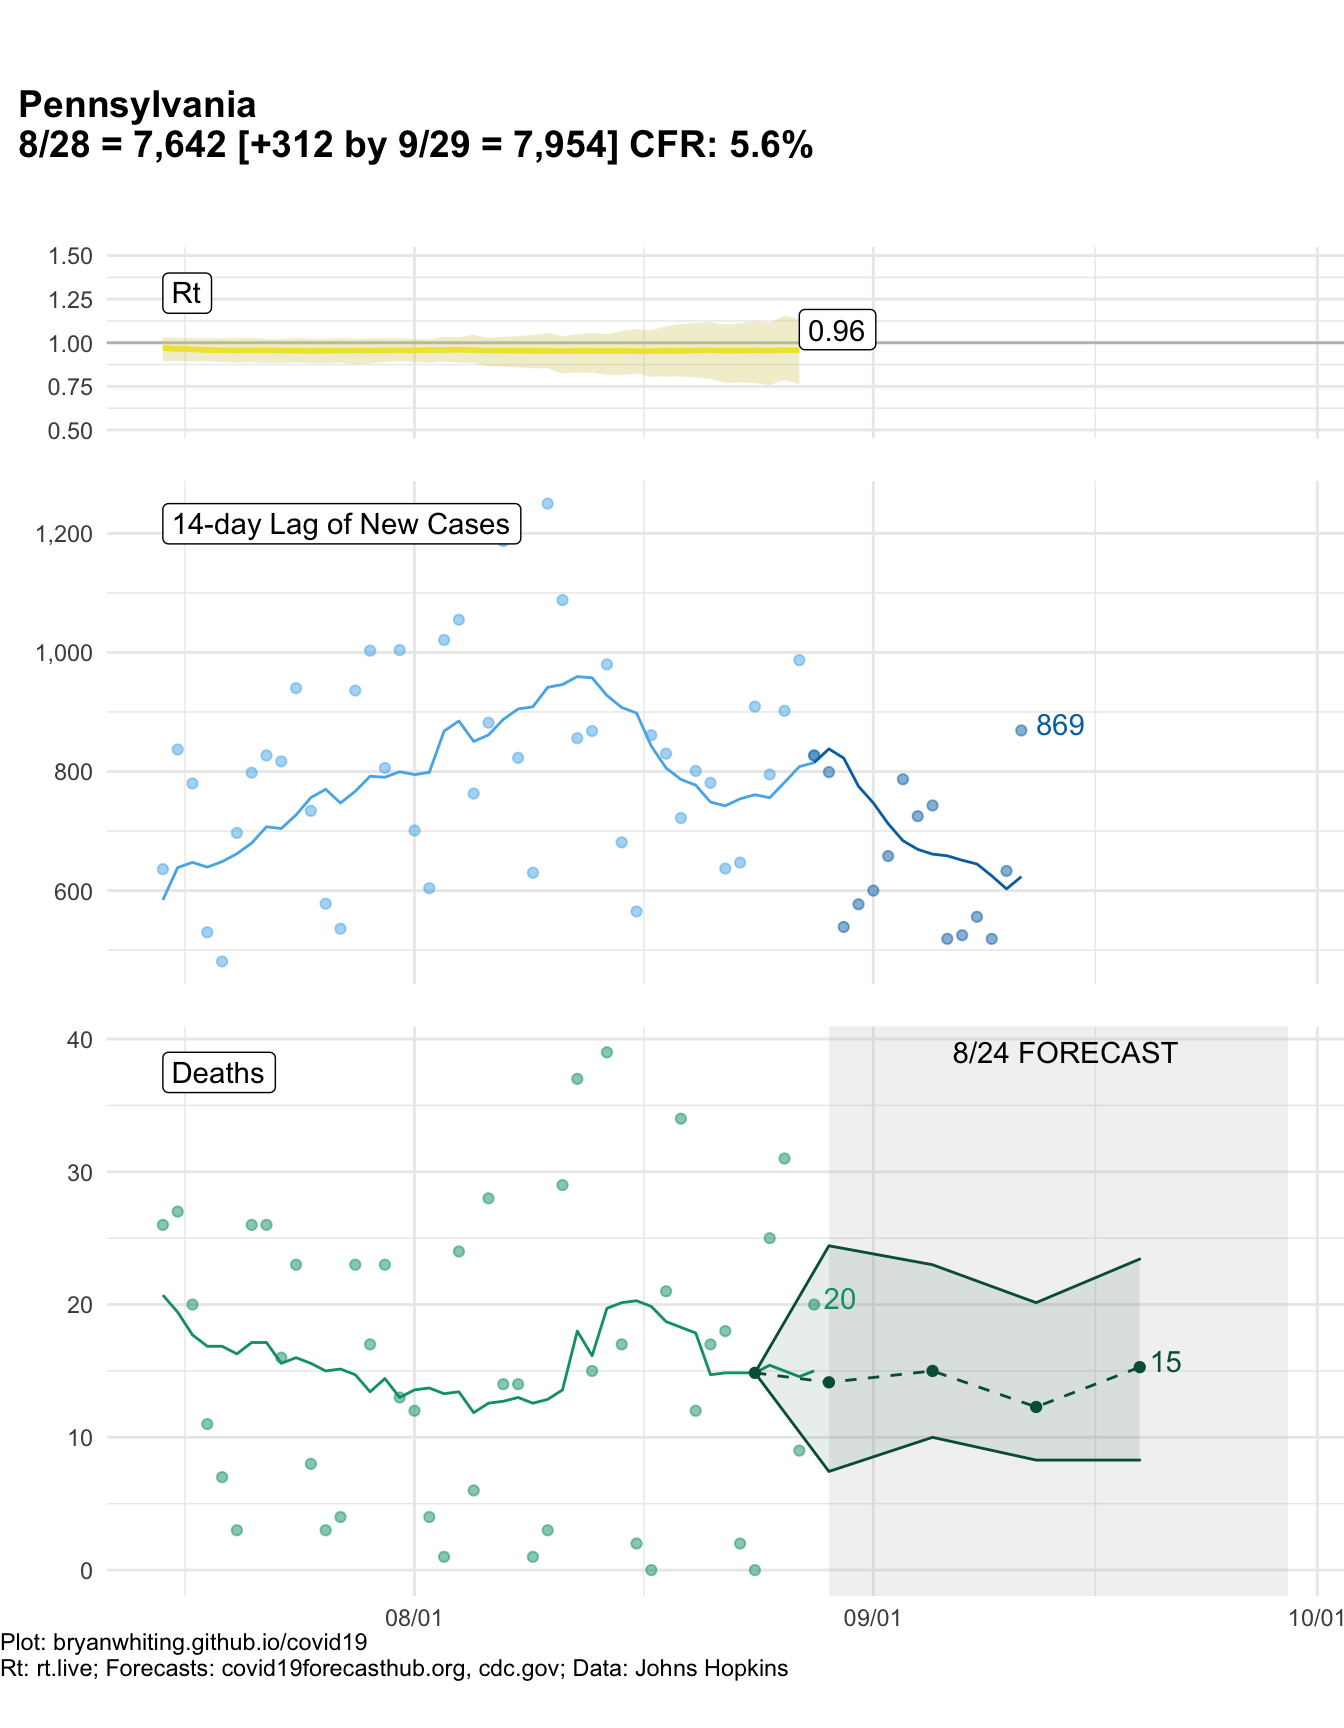 Pennsylvania
8/28 = 7,642 [+312 by 9/29 = 7,954] CFR: 5.6%
1.50
Rt
1.25
0.96
1.00
0.75
0.50
14-day Lag of New Cases
1,200
1,000
869
800
600
40
8/24 FORECAST
Deaths
30
20
20
15
10
0
08/01
09/01
10/01
Plot: bryanwhiting.github.io/covid19
Rt: rt.live; Forecasts: covid19forecasthub.org, cdc.gov; Data: Johns Hopkins